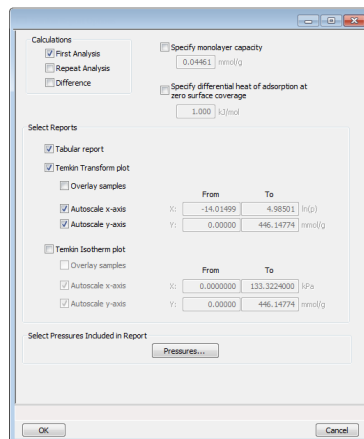 Calculations
First Analysis
Repeat Analysis
Difference
Specify monolayer capacity
0.04461 mmol/g
Specify differential heat of adsorption at
zero surface coverage
1.000 kJ/mol
Select Reports
Tabular report
Temkin Transform plot
Overlay samples
From To
Autoscale x-axis X: -14.01499 4.98501 ln(p)
Autoscale y-axis Y: 0.00000 446.14774 mmol/g
Temkin Isotherm plot
Overlay samples
From To
Autoscale x-axis X: 0.0000000 133.3224000 kPa
Autoscale y-axis Y: 0.00000 446.14774 mmol/g
Select Pressures Included in Report
Pressures...
OK Cancel